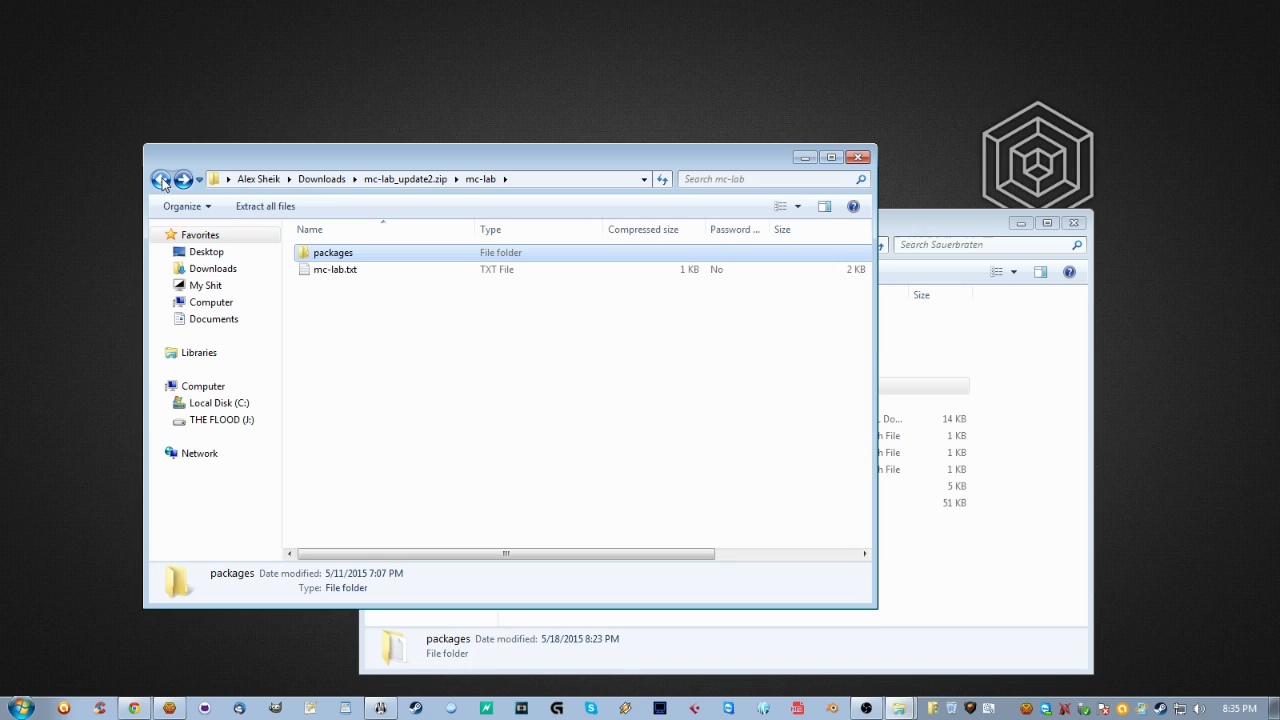 Alex Sheik Downloads mc-lab_update2.zip mc-lab Search mc-lab
Organize Extract all files
Name Type Compressed size Password ... Size
packages File folder
mc-lab.txt TXT File 1 KB No 2 KB
Favorites
Desktop
Downloads
My Shit
Computer
Documents
Libraries
Computer
Local Disk (C:)
THE FLOOD (J:)
Network
packages Date modified: 5/11/2015 7:07 PM
Type: File folder
Search Sauerbraten
Size
. Do... 14 KB
h File 1 KB
h File 1 KB
h File 1 KB
5 KB
51 KB
packages Date modified: 5/18/2015 8:23 PM
File folder
8:35 PM